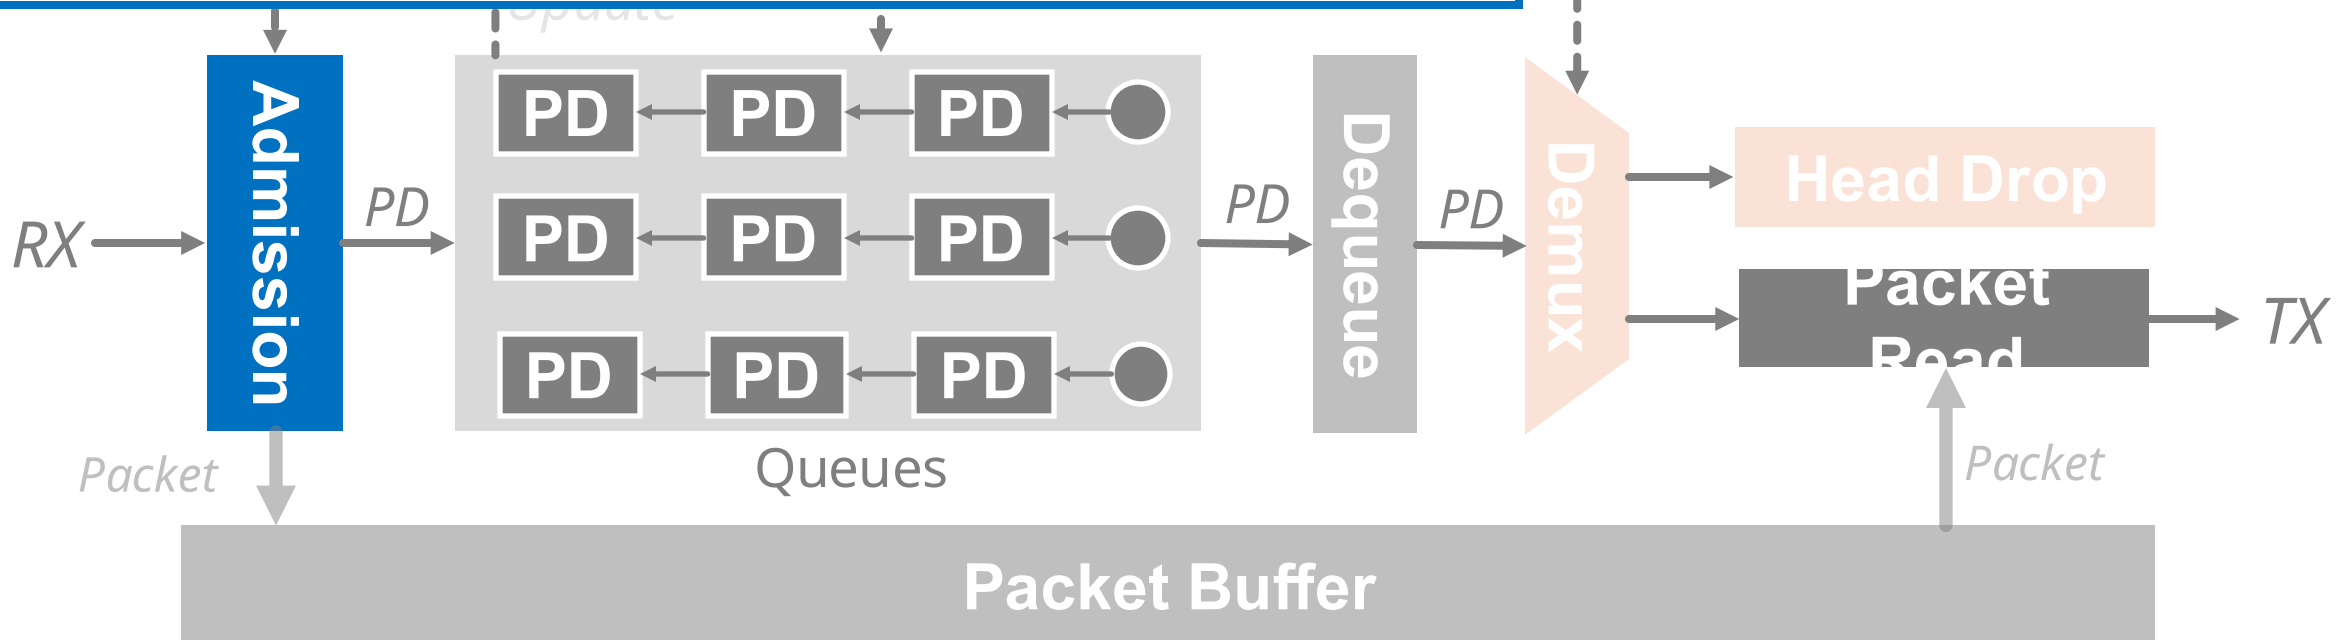 Update
Admission
PD PD PD
PD PD PD
PD PD PD
RX
PD
PD
Dequeue
PD
Demux
Head Drop
Packet
Read
TX
Packet
Queues
Packet
Packet Buffer